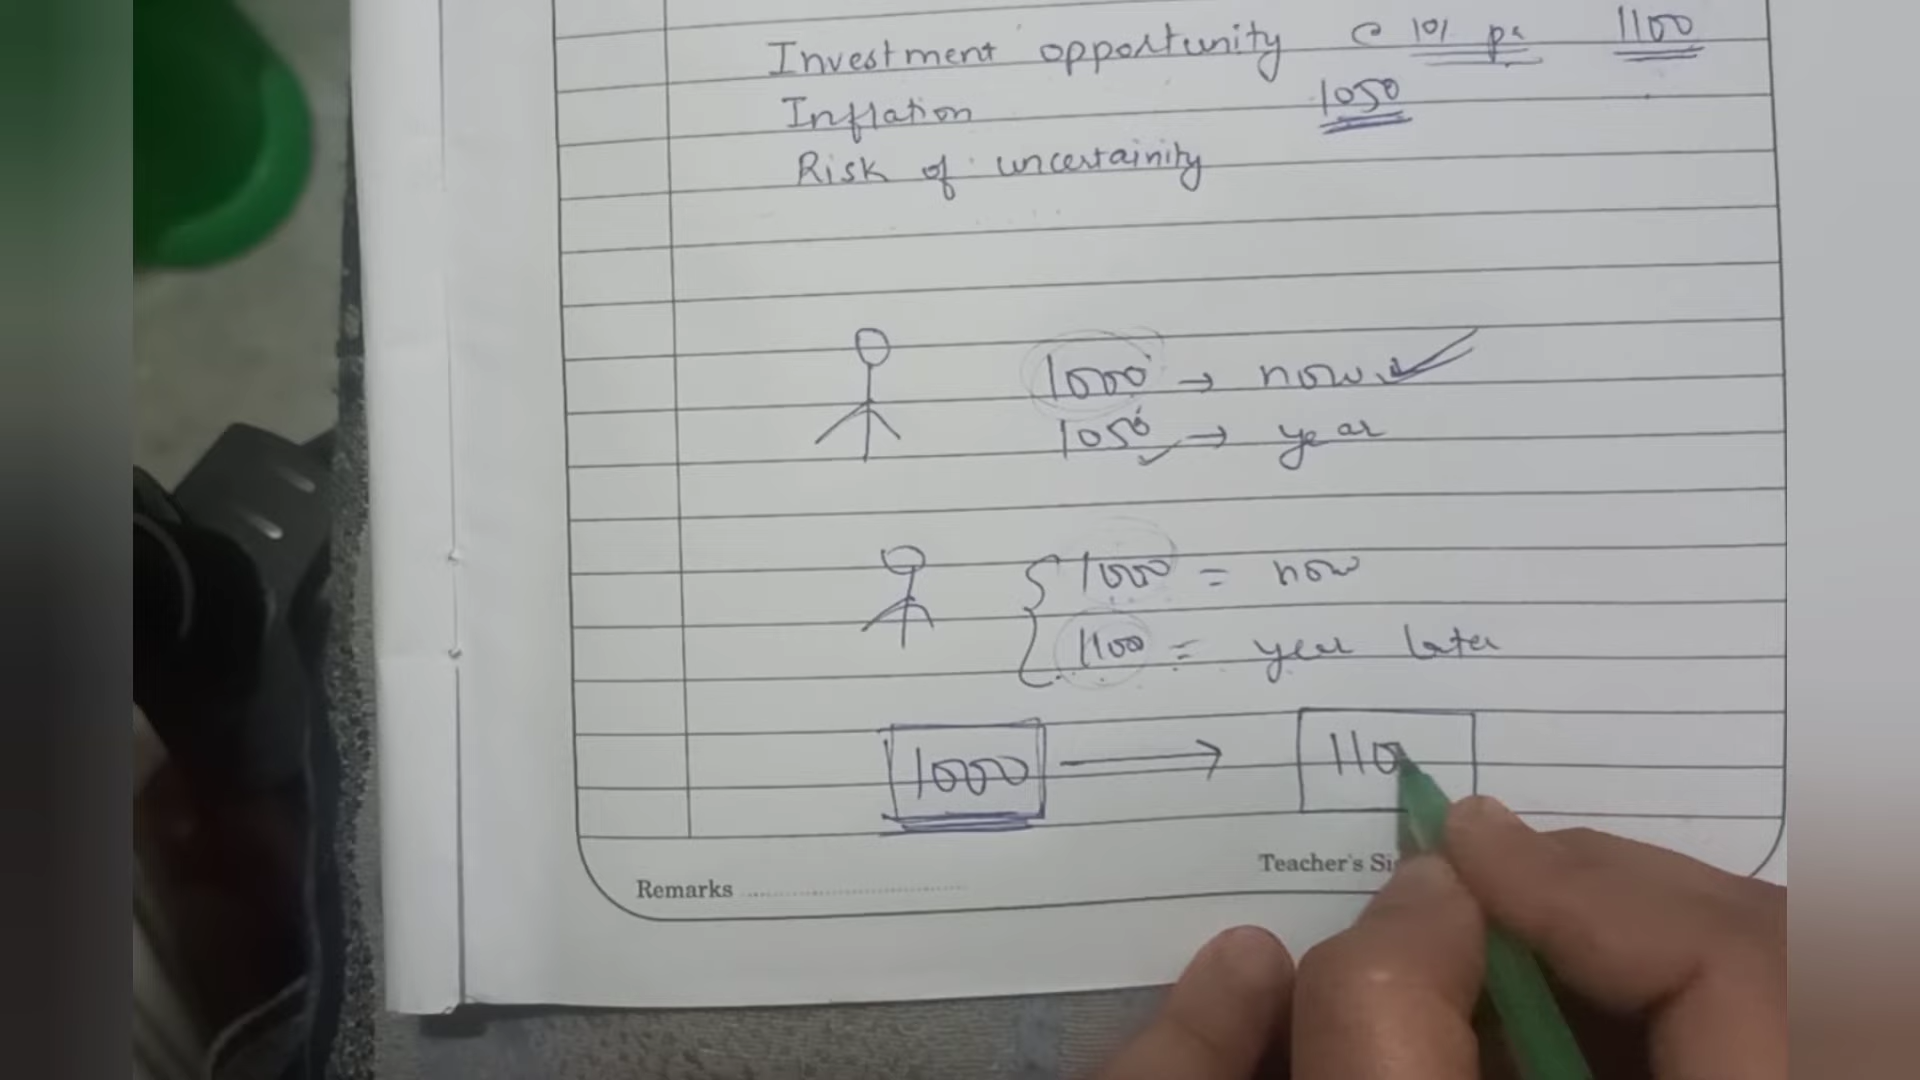 Investment opportunity @ 10% pa 1100
Inflation 1050
Risk of uncertainity
1000 → now ✓
1050 → year
1000 = now
1100 = year later
1000 → 110
Remarks
Teacher's Si